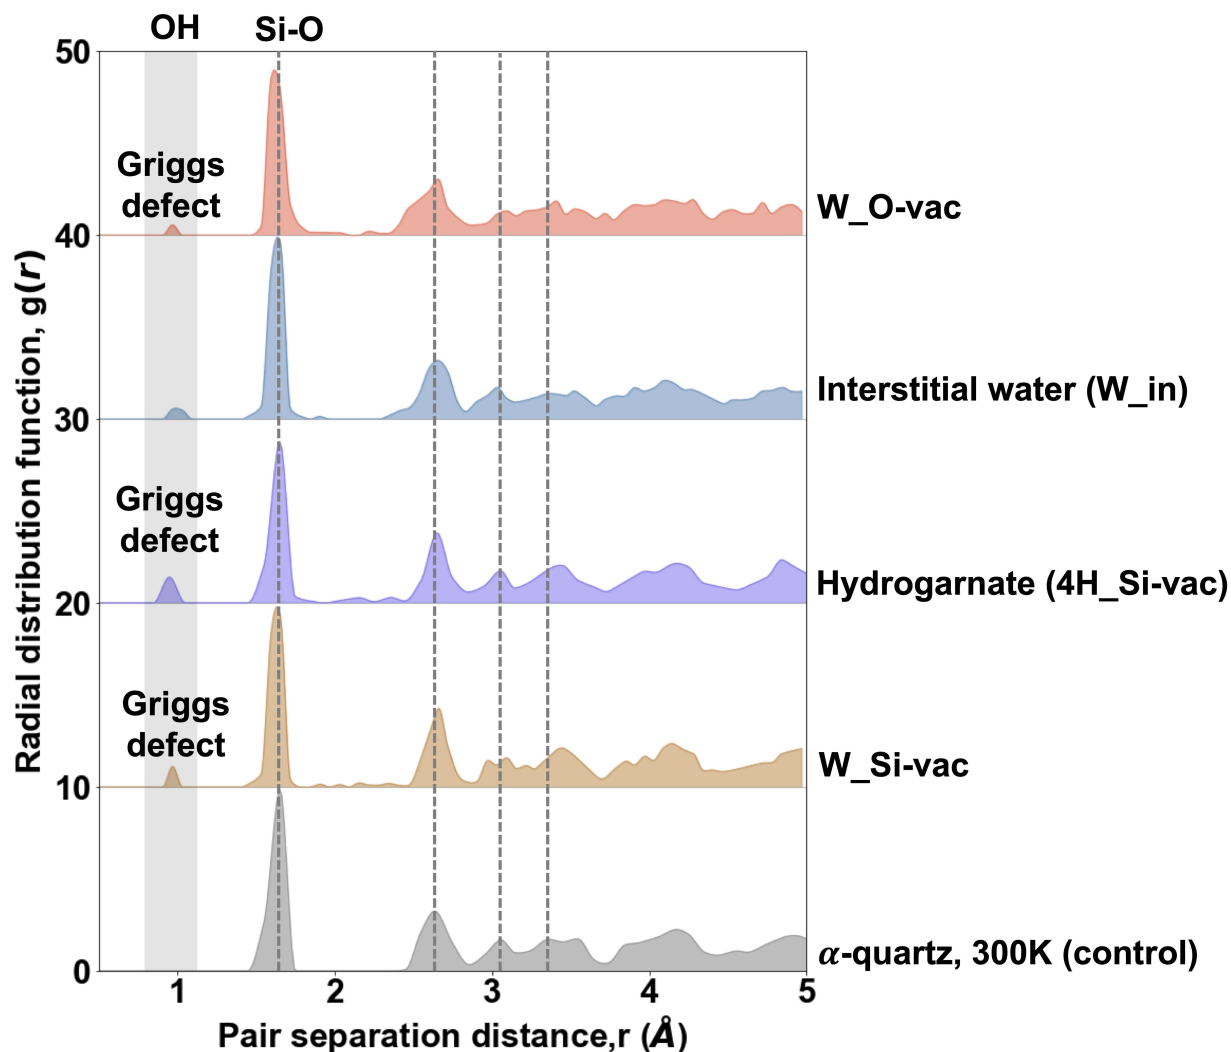 OH Si-O
50
Griggs
defect
W_O-vac
40
Interstitial water (W_in)
30
Griggs
defect
Hydrogarnate (4H_Si-vac)
20
Griggs
defect
W_Si-vac
10
α-quartz, 300K (control)
0
1 2 3 4 5
Pair separation distance,r (Å)
Radial distribution function, g(r)